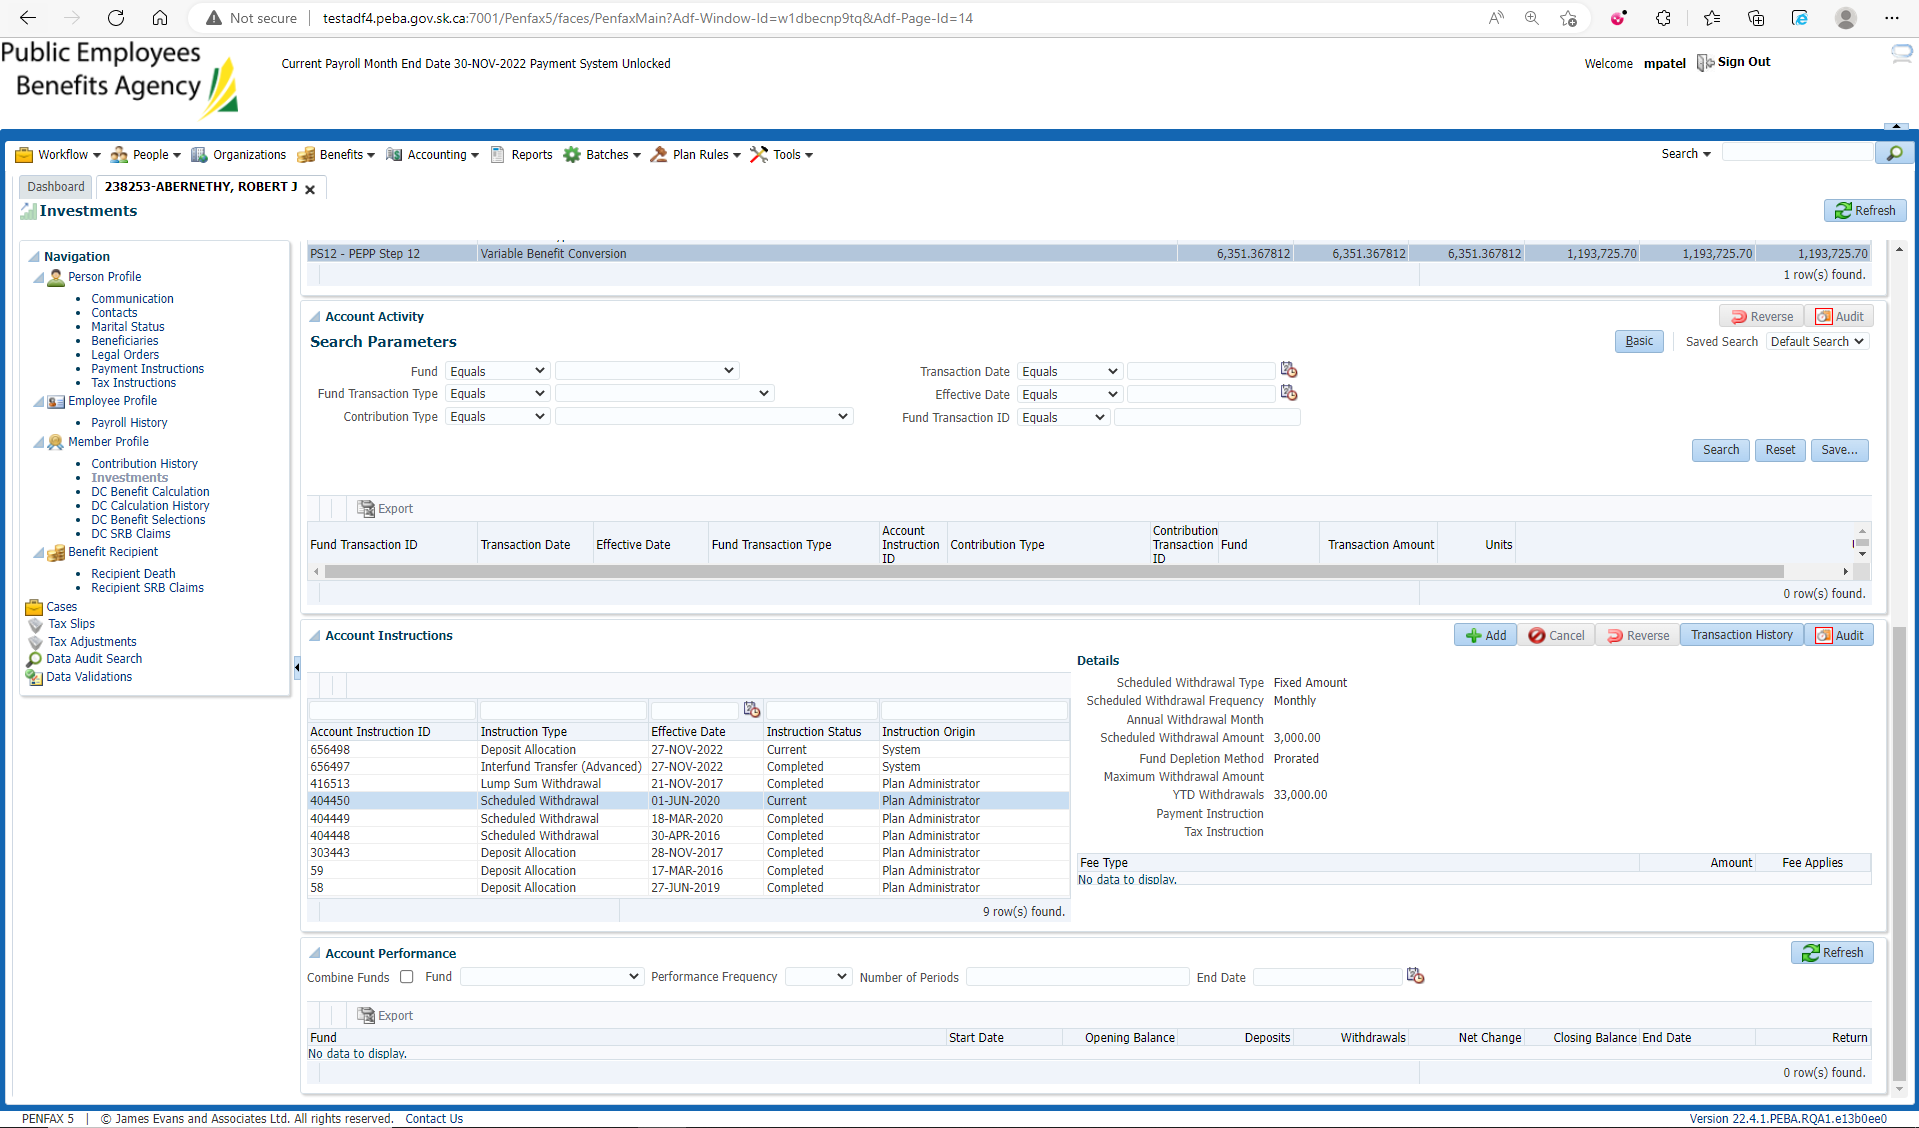 Not secure | testadf4.peba.gov.sk.ca:7001/Penfax5/faces/PenfaxMain?Adf-Window-Id=w1dbecnp9tq&Adf-Page-Id=14
Public Employees
Benefits Agency
Current Payroll Month End Date 30-NOV-2022 Payment System Unlocked
Welcome mpatel Sign Out
Workflow People Organizations Benefits Accounting Reports Batches Plan Rules Tools Search
Dashboard 238253-ABERNETHY, ROBERT J
Investments Refresh
Navigation
Person Profile
Communication
Contacts
Marital Status
Beneficiaries
Legal Orders
Payment Instructions
Tax Instructions
Employee Profile
Payroll History
Member Profile
Contribution History
Investments
DC Benefit Calculation
DC Calculation History
DC Benefit Selections
DC SRB Claims
Benefit Recipient
Recipient Death
Recipient SRB Claims
Cases
Tax Slips
Tax Adjustments
Data Audit Search
Data Validations
PS12 - PEPP Step 12 Variable Benefit Conversion 6,351.367812 6,351.367812 6,351.367812 1,193,725.70 1,193,725.70 1,193,725.70
1 row(s) found.
Account Activity Reverse Audit
Search Parameters Basic Saved Search Default Search
Fund Equals Transaction Date Equals
Fund Transaction Type Equals Effective Date Equals
Contribution Type Equals Fund Transaction ID Equals
Search Reset Save...
Export
Fund Transaction ID Transaction Date Effective Date Fund Transaction Type Account Instruction ID Contribution Type Contribution Transaction ID Fund Transaction Amount Units
0 row(s) found.
Account Instructions Add Cancel Reverse Transaction History Audit
Account Instruction ID Instruction Type Effective Date Instruction Status Instruction Origin
656498 Deposit Allocation 27-NOV-2022 Current System
656497 Interfund Transfer (Advanced) 27-NOV-2022 Completed System
416513 Lump Sum Withdrawal 21-NOV-2017 Completed Plan Administrator
404450 Scheduled Withdrawal 01-JUN-2020 Current Plan Administrator
404449 Scheduled Withdrawal 18-MAR-2020 Completed Plan Administrator
404448 Scheduled Withdrawal 30-APR-2016 Completed Plan Administrator
303443 Deposit Allocation 28-NOV-2017 Completed Plan Administrator
59 Deposit Allocation 17-MAR-2016 Completed Plan Administrator
58 Deposit Allocation 27-JUN-2019 Completed Plan Administrator
9 row(s) found.
Details
Scheduled Withdrawal Type Fixed Amount
Scheduled Withdrawal Frequency Monthly
Annual Withdrawal Month
Scheduled Withdrawal Amount 3,000.00
Fund Depletion Method Prorated
Maximum Withdrawal Amount
YTD Withdrawals 33,000.00
Payment Instruction
Tax Instruction
Fee Type Amount Fee Applies
No data to display.
Account Performance Refresh
Combine Funds Fund Performance Frequency Number of Periods End Date
Export
Fund Start Date Opening Balance Deposits Withdrawals Net Change Closing Balance End Date Return
No data to display.
0 row(s) found.
PENFAX 5 | © James Evans and Associates Ltd. All rights reserved. Contact Us Version 22.4.1.PEBA.RQA1.e13b0ee0